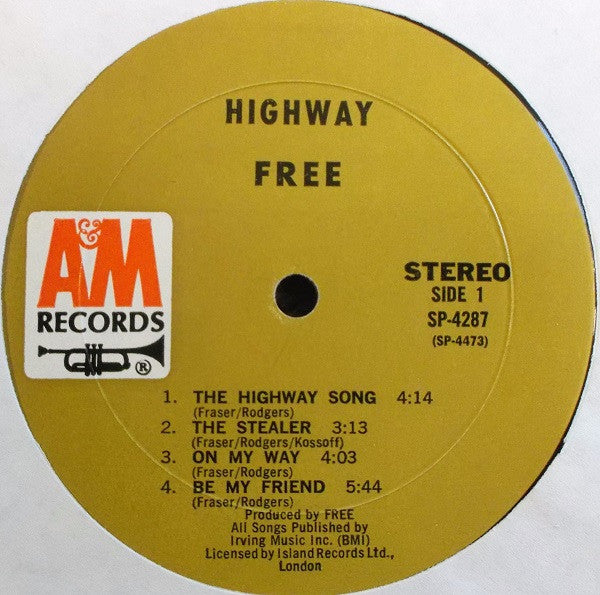 HIGHWAY
FREE
A&M
RECORDS
®
STEREO
SIDE 1
SP-4287
(SP-4473)
1. THE HIGHWAY SONG 4:14
(Fraser/Rodgers)
2. THE STEALER 3:13
(Fraser/Rodgers/Kossoff)
3. ON MY WAY 4:03
(Fraser/Rodgers)
4. BE MY FRIEND 5:44
(Fraser/Rodgers)
Produced by FREE
All Songs Published by
Irving Music Inc. (BMI)
Licensed by Island Records Ltd.,
London